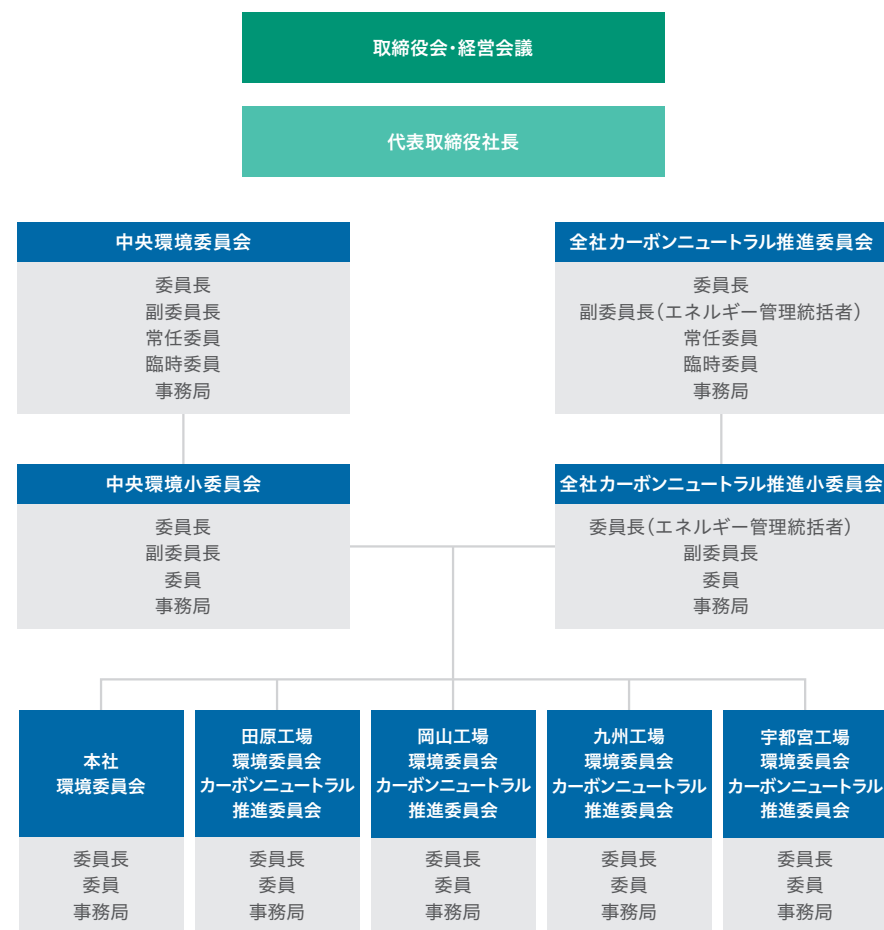 取締役会・経営会議
代表取締役社長
中央環境委員会
委員長
副委員長
常任委員
臨時委員
事務局
全社カーボンニュートラル推進委員会
委員長
副委員長（エネルギー管理統括者）
常任委員
臨時委員
事務局
中央環境小委員会
委員長
副委員長
委員
事務局
全社カーボンニュートラル推進小委員会
委員長（エネルギー管理統括者）
副委員長
委員
事務局
本社
環境委員会
委員長
委員
事務局
田原工場
環境委員会
カーボンニュートラル
推進委員会
委員長
委員
事務局
岡山工場
環境委員会
カーボンニュートラル
推進委員会
委員長
委員
事務局
九州工場
環境委員会
カーボンニュートラル
推進委員会
委員長
委員
事務局
宇都宮工場
環境委員会
カーボンニュートラル
推進委員会
委員長
委員
事務局